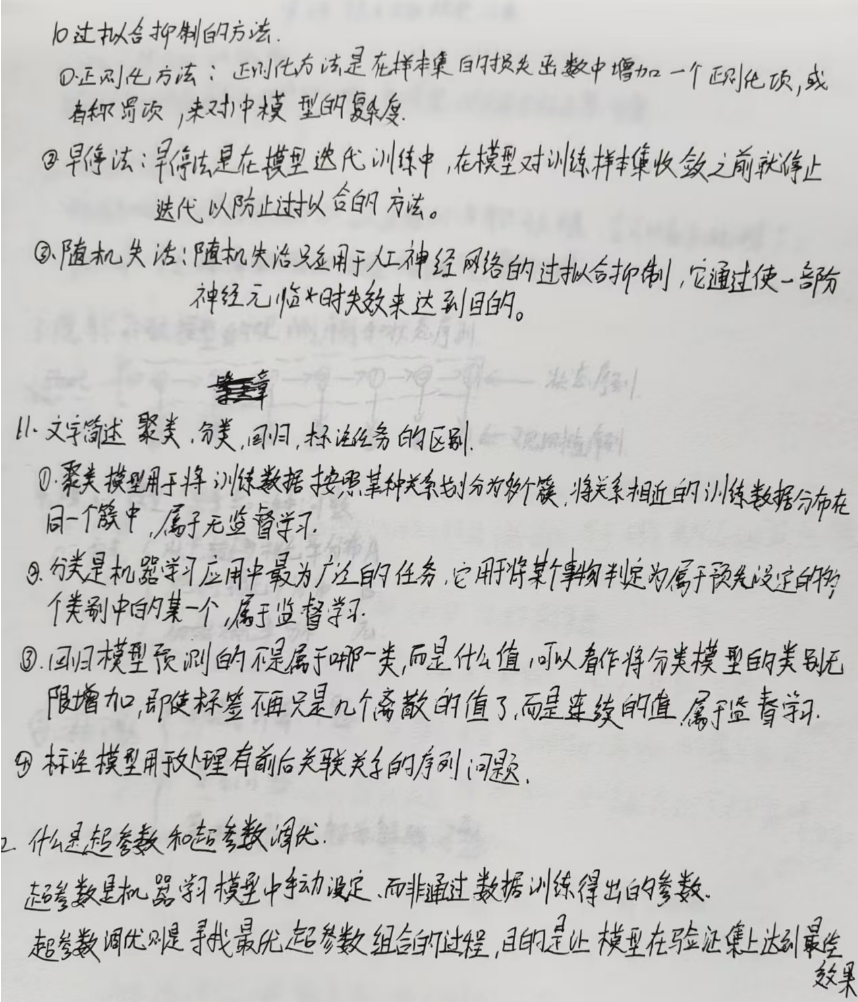 10 过拟合抑制的方法.
①.正则化方法：正则化方法是在样本集的损失函数中增加一个正则化项,或
者称罚项,来对冲模型的复杂度.
②早停法：早停法是在模型迭代训练中,在模型对训练样本集收敛之前就停止
迭代以防止过拟合的方法。
③.随机失活：随机失活只应用于人工神经网络的过拟合抑制,它通过使一部分
神经元临时失效来达到目的。
11.文字简述 聚类,分类,回归,标注任务的区别.
①.聚类模型用于将训练数据按照某种关系划分为多个簇,将关系相近的训练数据分布在
同一个簇中,属于无监督学习.
②.分类是机器学习应用中最为广泛的任务,它用于将某个事物判定为属于预先设定的多
个类别中的某一个,属于监督学习.
③.回归模型预测的不是属于哪一类,而是什么值,可以看作将分类模型的类别无
限增加,即使标签不再只是几个离散的值了,而是连续的值,属于监督学习.
④ 标注模型用于处理有前后关联关系的序列问题.
2. 什么是超参数和超参数调优.
超参数是机器学习模型中手动设定、而非通过数据训练得出的参数.
超参数调优则是寻找最优超参数组合的过程,目的是让模型在验证集上达到最佳
效果